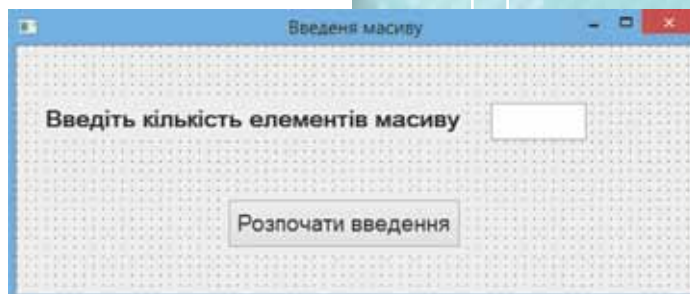 Введеня масиву
Введіть кількість елементів масиву
Розпочати введення